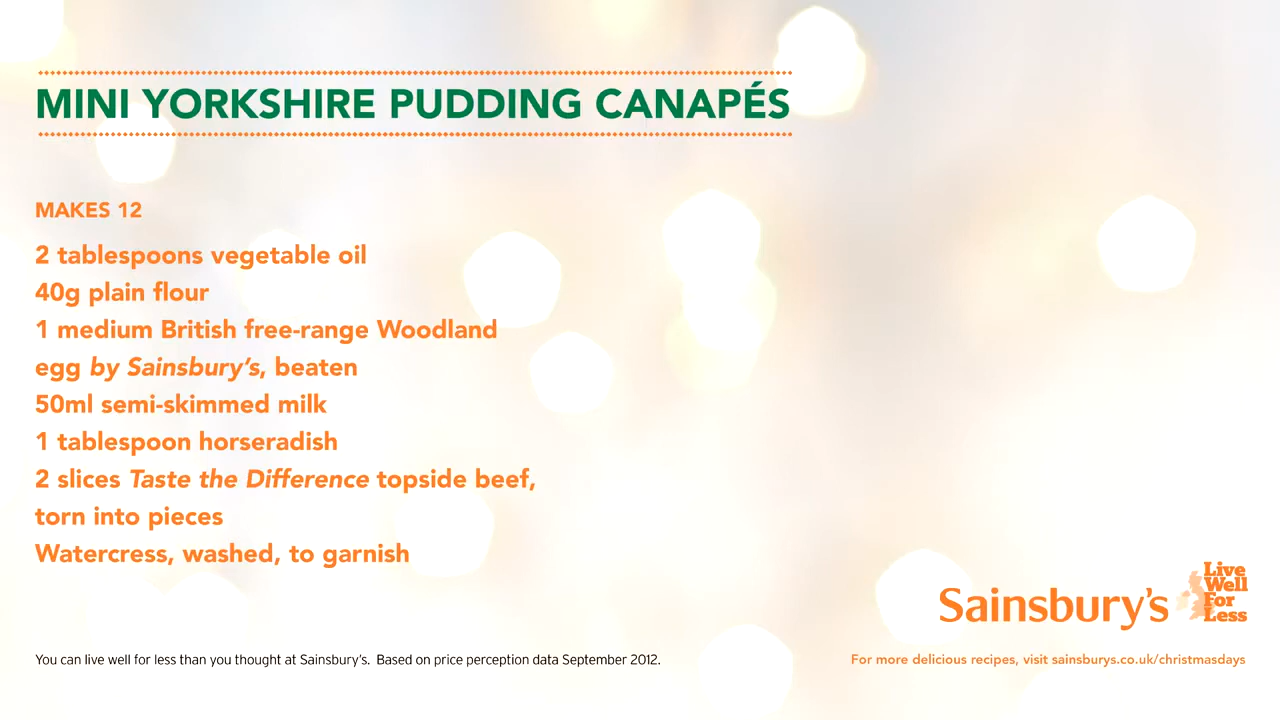 MINI YORKSHIRE PUDDING CANAPÉS
MAKES 12
2 tablespoons vegetable oil
40g plain flour
1 medium British free-range Woodland
egg by Sainsbury's, beaten
50ml semi-skimmed milk
1 tablespoon horseradish
2 slices Taste the Difference topside beef,
torn into pieces
Watercress, washed, to garnish
Sainsbury's
Live
Well
For
Less
You can live well for less than you thought at Sainsbury's. Based on price perception data September 2012.
For more delicious recipes, visit sainsburys.co.uk/christmasdays